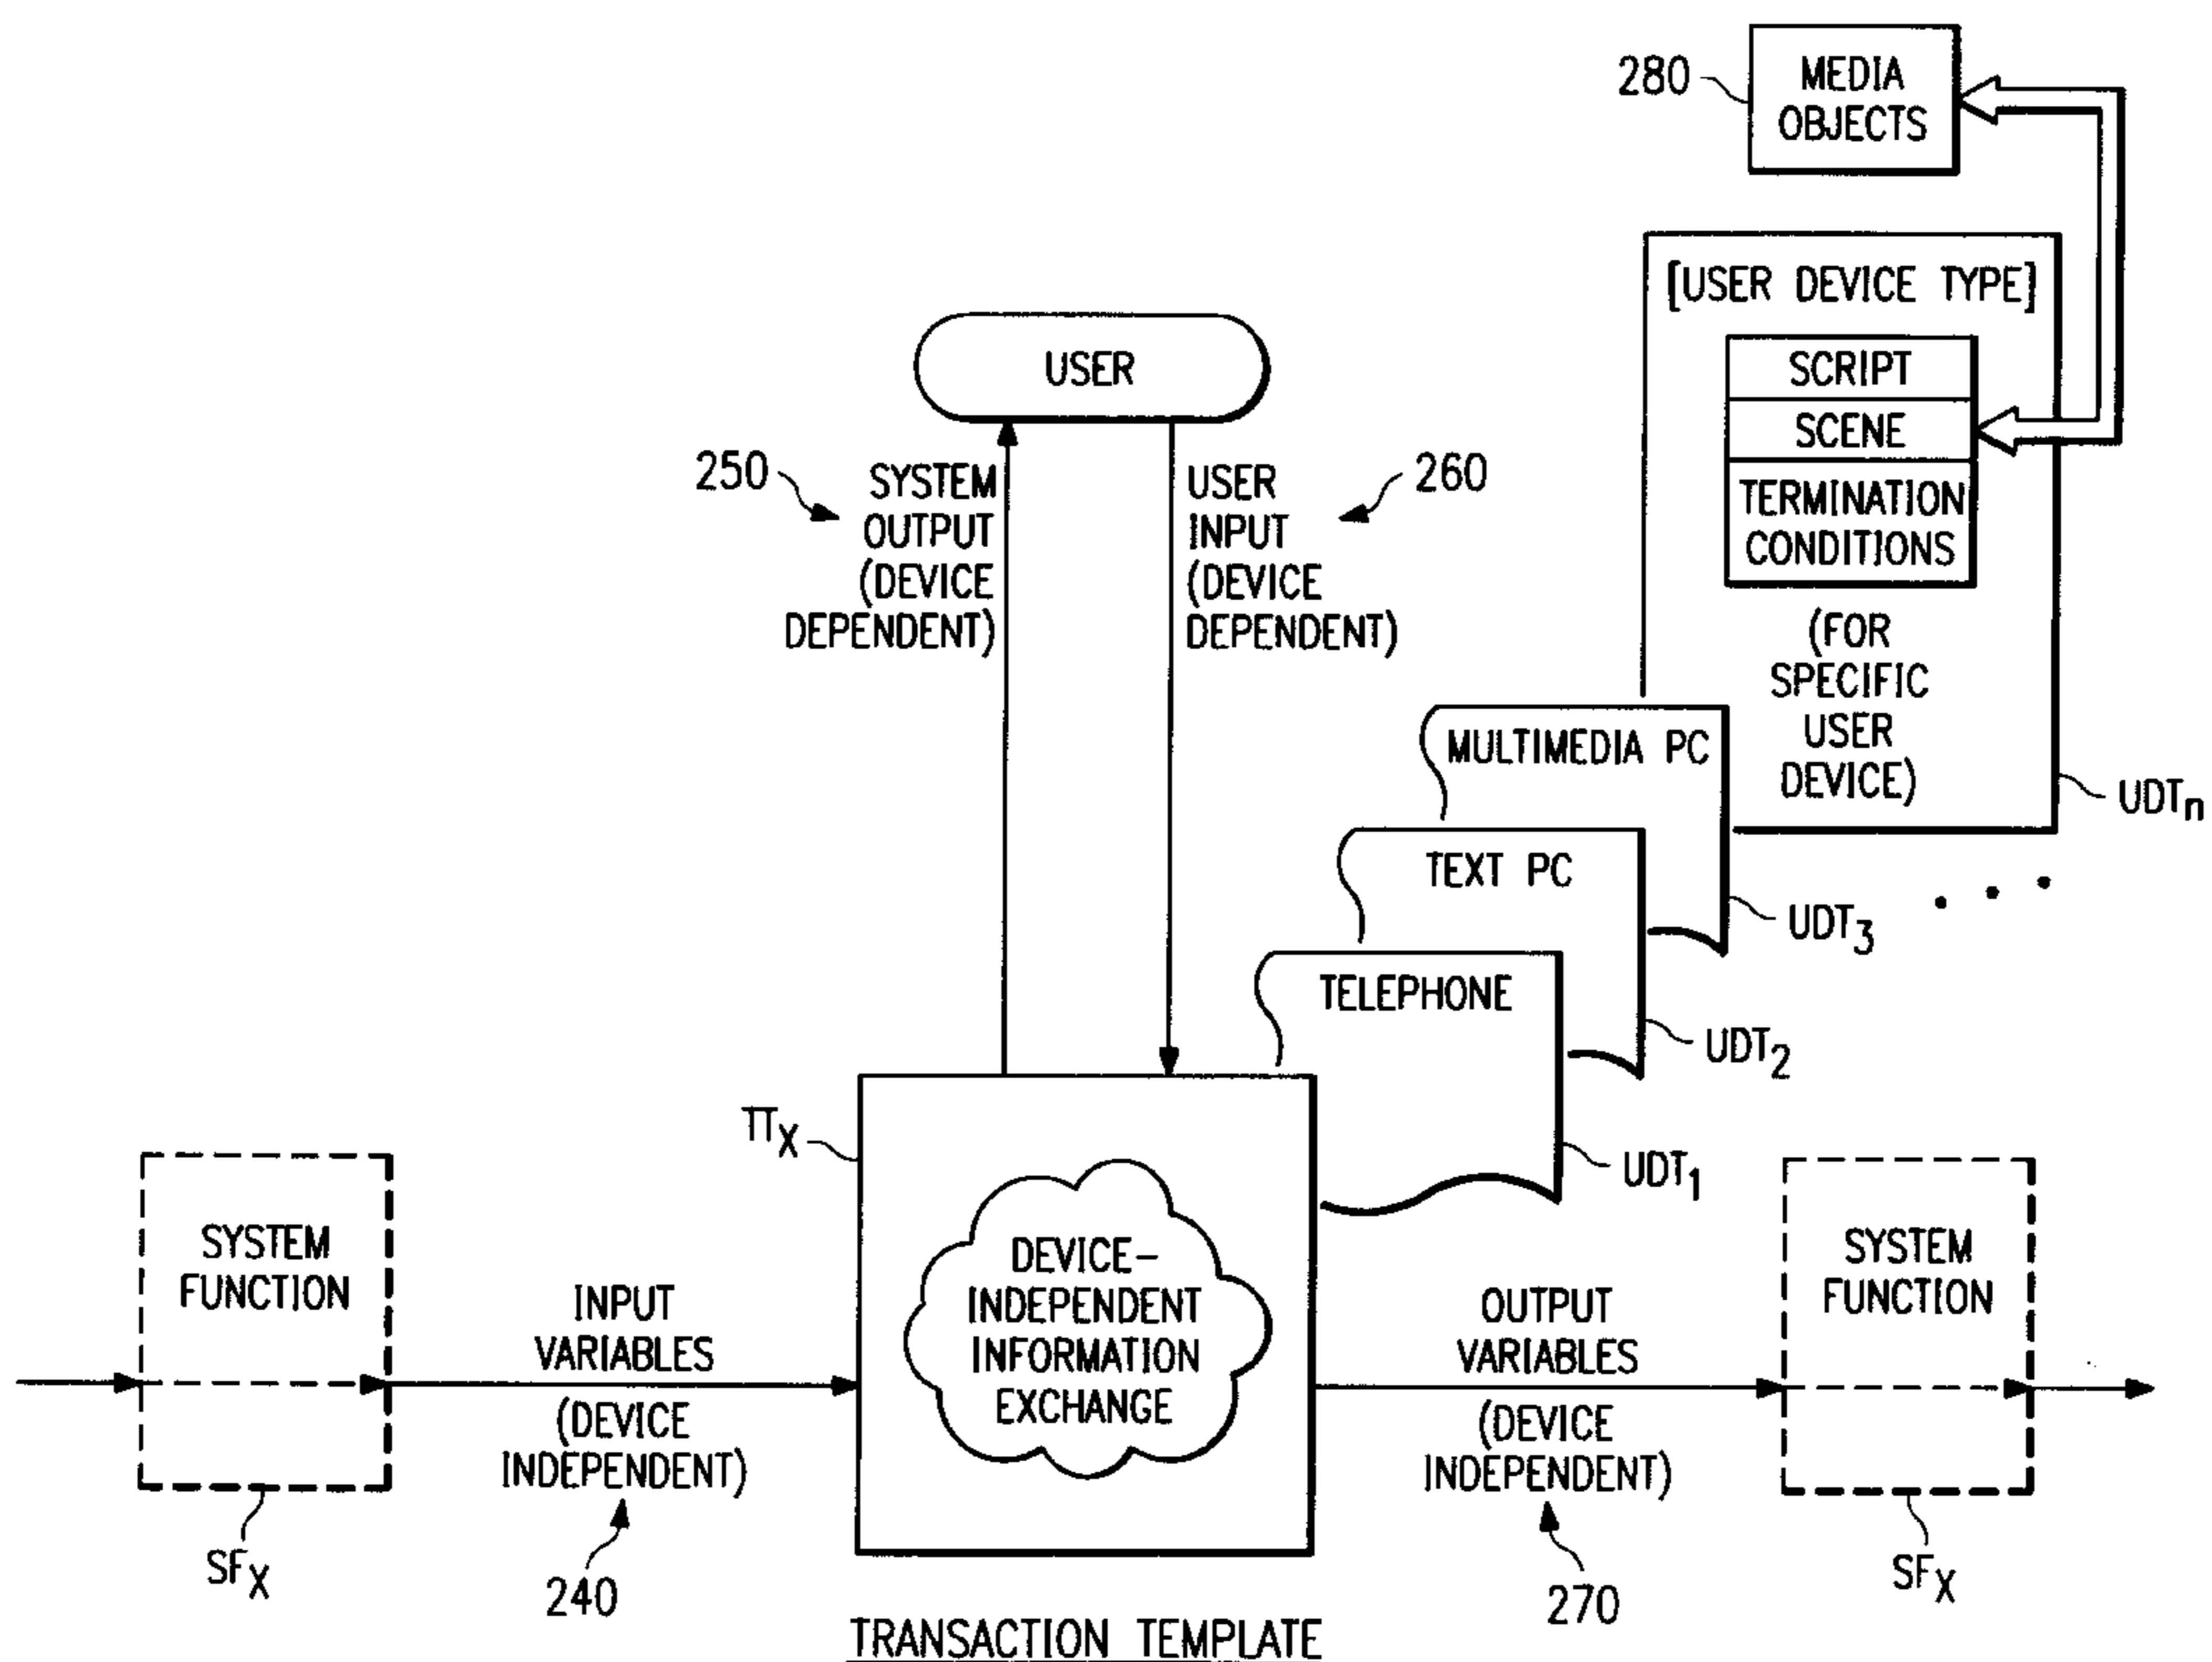 280
MEDIA
OBJECTS
[USER DEVICE TYPE]
SCRIPT
SCENE
TERMINATION
CONDITIONS
(FOR
SPECIFIC
USER
DEVICE)
UDTn
USER
250
SYSTEM
OUTPUT
(DEVICE
DEPENDENT)
USER
INPUT
(DEVICE
DEPENDENT)
260
MULTIMEDIA PC
UDT3
TEXT PC
UDT2
TELEPHONE
UDT1
TTX
DEVICE-
INDEPENDENT
INFORMATION
EXCHANGE
SYSTEM
FUNCTION
SFX
INPUT
VARIABLES
(DEVICE
INDEPENDENT)
240
OUTPUT
VARIABLES
(DEVICE
INDEPENDENT)
270
SYSTEM
FUNCTION
SFX
TRANSACTION TEMPLATE